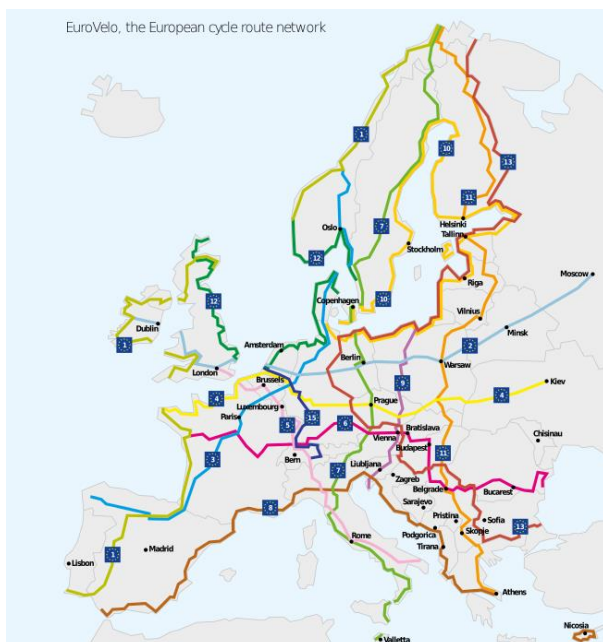 EuroVelo, the European cycle route network
1
10
13
11
7
Oslo
Helsinki
Tallinn
12
Stockholm
12
Moscow
Riga
Copenhagen
10
Dublin
Vilnius
1
Minsk
2
Amsterdam
London
Berlin
Warsaw
Brussels
9
Kiev
4
4
Luxembourg
Prague
Paris
15
5
6
Bratislava
Vienna
Budapest
Chisinau
3
Bern
11
7
Ljubljana
Zagreb
Belgrade
Bucarest
8
Sarajevo
Pristina
Sofia
13
1
Madrid
Rome
Skopje
Podgorica
Lisbon
Tirana
Athens
Nicosia
Valletta